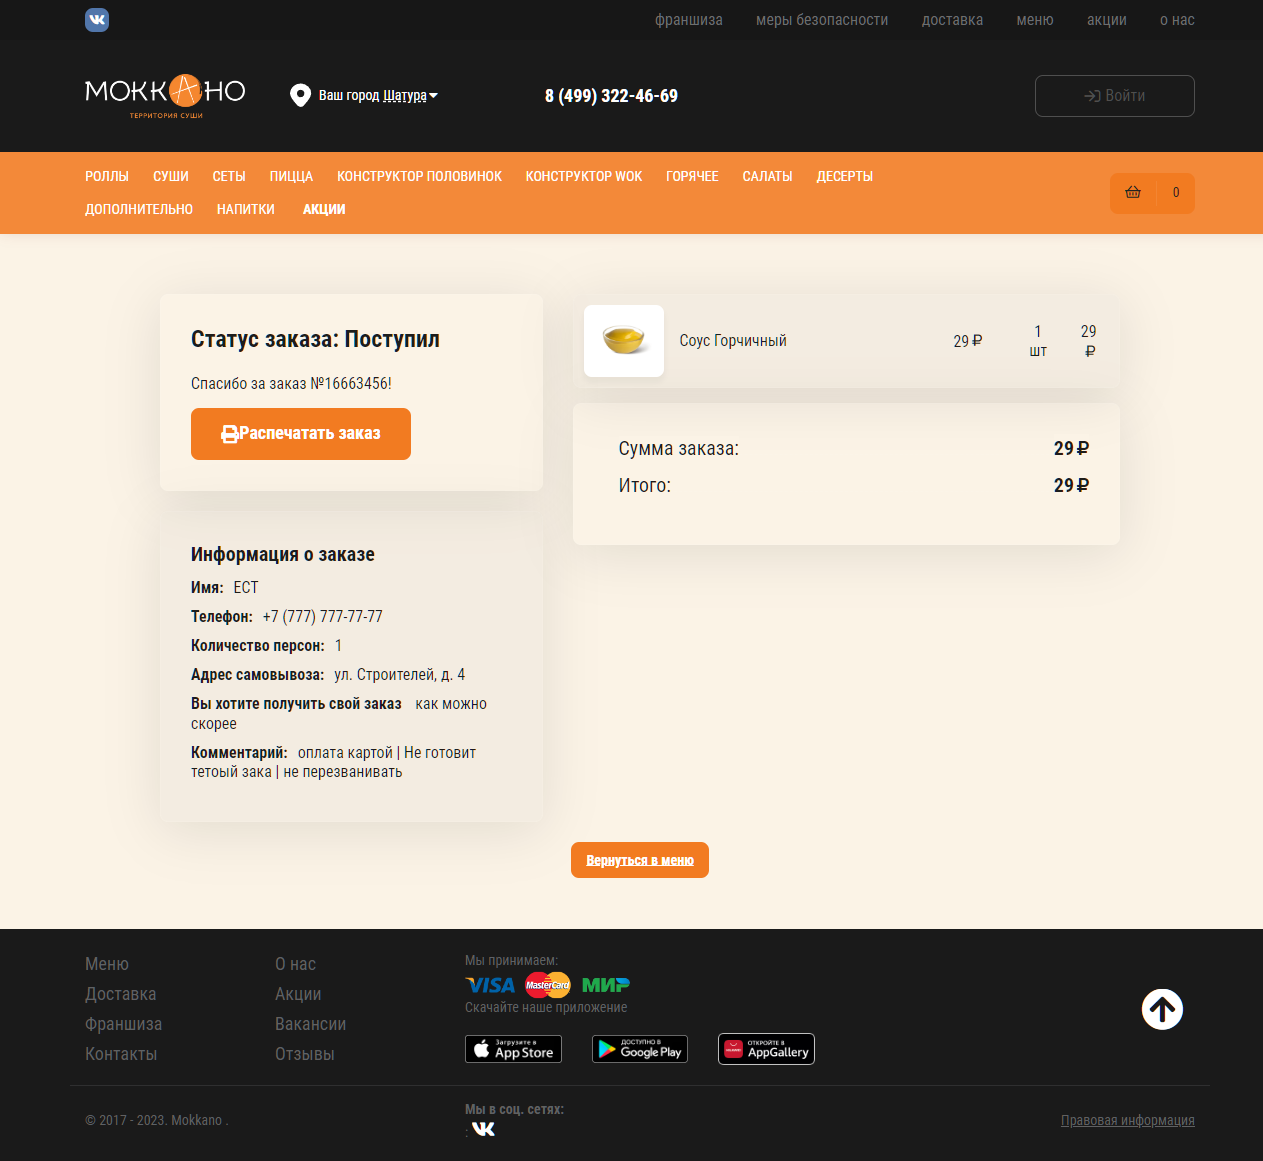 франшиза меры безопасности доставка меню акции о нас
МОККАНО
ТЕРРИТОРИЯ СУШИ
Ваш город Шатура
8 (499) 322-46-69
Войти
РОЛЛЫ СУШИ СЕТЫ ПИЦЦА КОНСТРУКТОР ПОЛОВИНОК КОНСТРУКТОР WOK ГОРЯЧЕЕ САЛАТЫ ДЕСЕРТЫ
ДОПОЛНИТЕЛЬНО НАПИТКИ АКЦИИ
0
Статус заказа: Поступил
Спасибо за заказ №16663456!
Распечатать заказ
Информация о заказе
Имя: ЕСТ
Телефон: +7 (777) 777-77-77
Количество персон: 1
Адрес самовывоза: ул. Строителей, д. 4
Вы хотите получить свой заказ как можно
скорее
Комментарий: оплата картой | Не готовит
тетоый зака | не перезванивать
Соус Горчичный
29 ₽
1
шт
29
₽
Сумма заказа: 29 ₽
Итого: 29 ₽
Вернуться в меню
Меню
Доставка
Франшиза
Контакты
О нас
Акции
Вакансии
Отзывы
Мы принимаем:
VISA MasterCard МИР
Скачайте наше приложение
Загрузите в
App Store
ДОСТУПНО В
Google Play
ОТКРОЙТЕ В
AppGallery
© 2017 - 2023. Mokkano .
Мы в соц. сетях:
:
Правовая информация